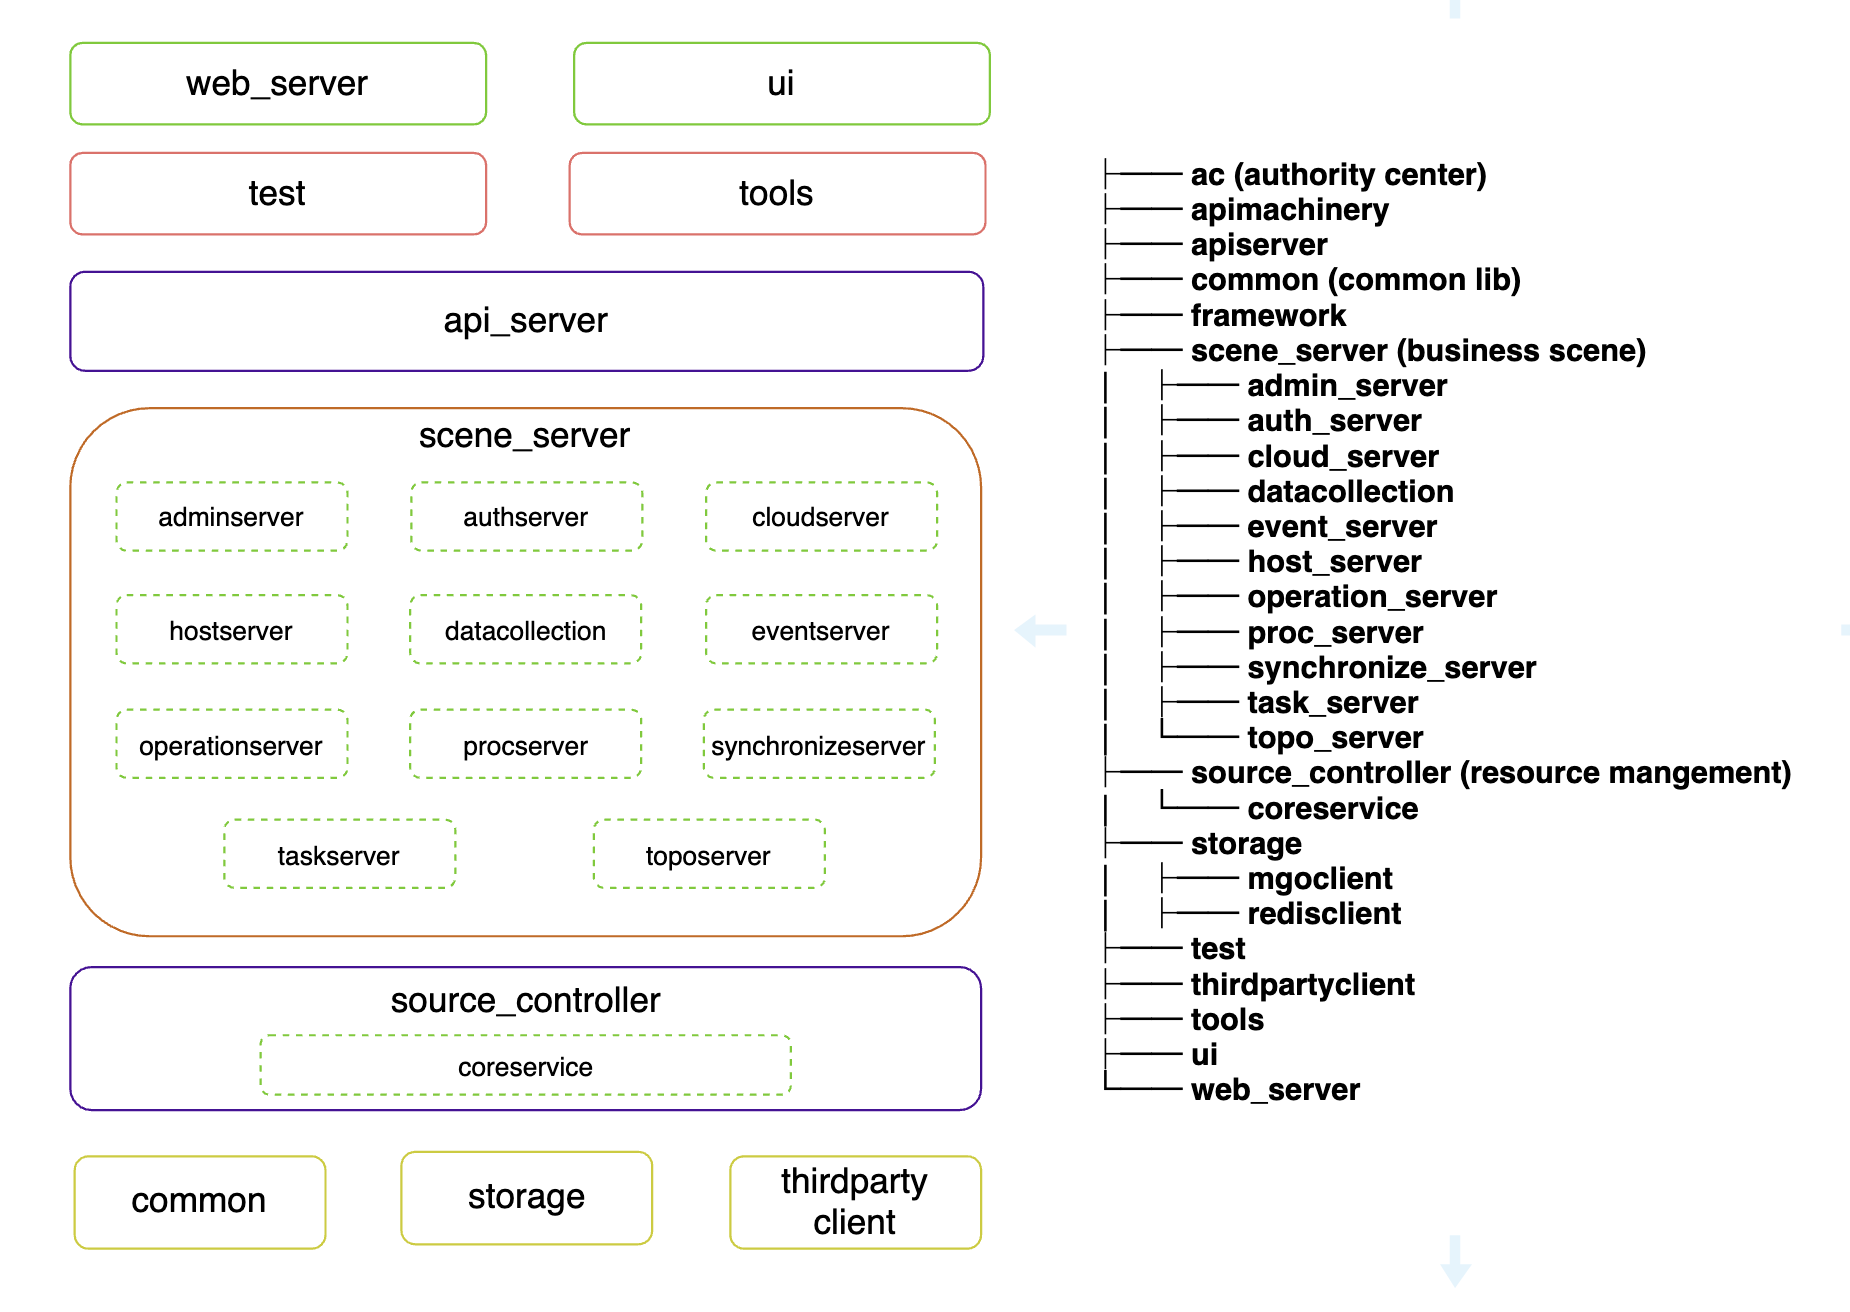 web_server
ui
test
tools
api_server
scene_server
adminserver
authserver
cloudserver
hostserver
datacollection
eventserver
operationserver
procserver
synchronizeserver
taskserver
toposerver
source_controller
coreservice
common
storage
thirdparty
client
ac (authority center)
apimachinery
apiserver
common (common lib)
framework
scene_server (business scene)
admin_server
auth_server
cloud_server
datacollection
event_server
host_server
operation_server
proc_server
synchronize_server
task_server
topo_server
source_controller (resource mangement)
coreservice
storage
mgoclient
redisclient
test
thirdpartyclient
tools
ui
web_server